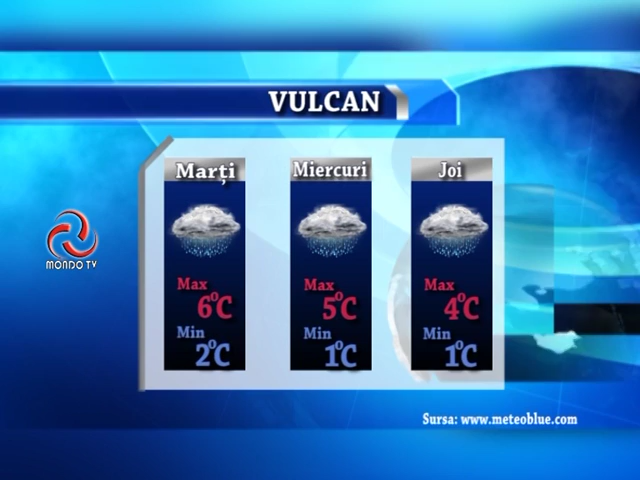 VULCAN
Marți
Miercuri
Joi
Max
6°C
Min
2°C
Max
5°C
Min
1°C
Max
4°C
Min
1°C
MONDO TV
Sursa: www.meteoblue.com